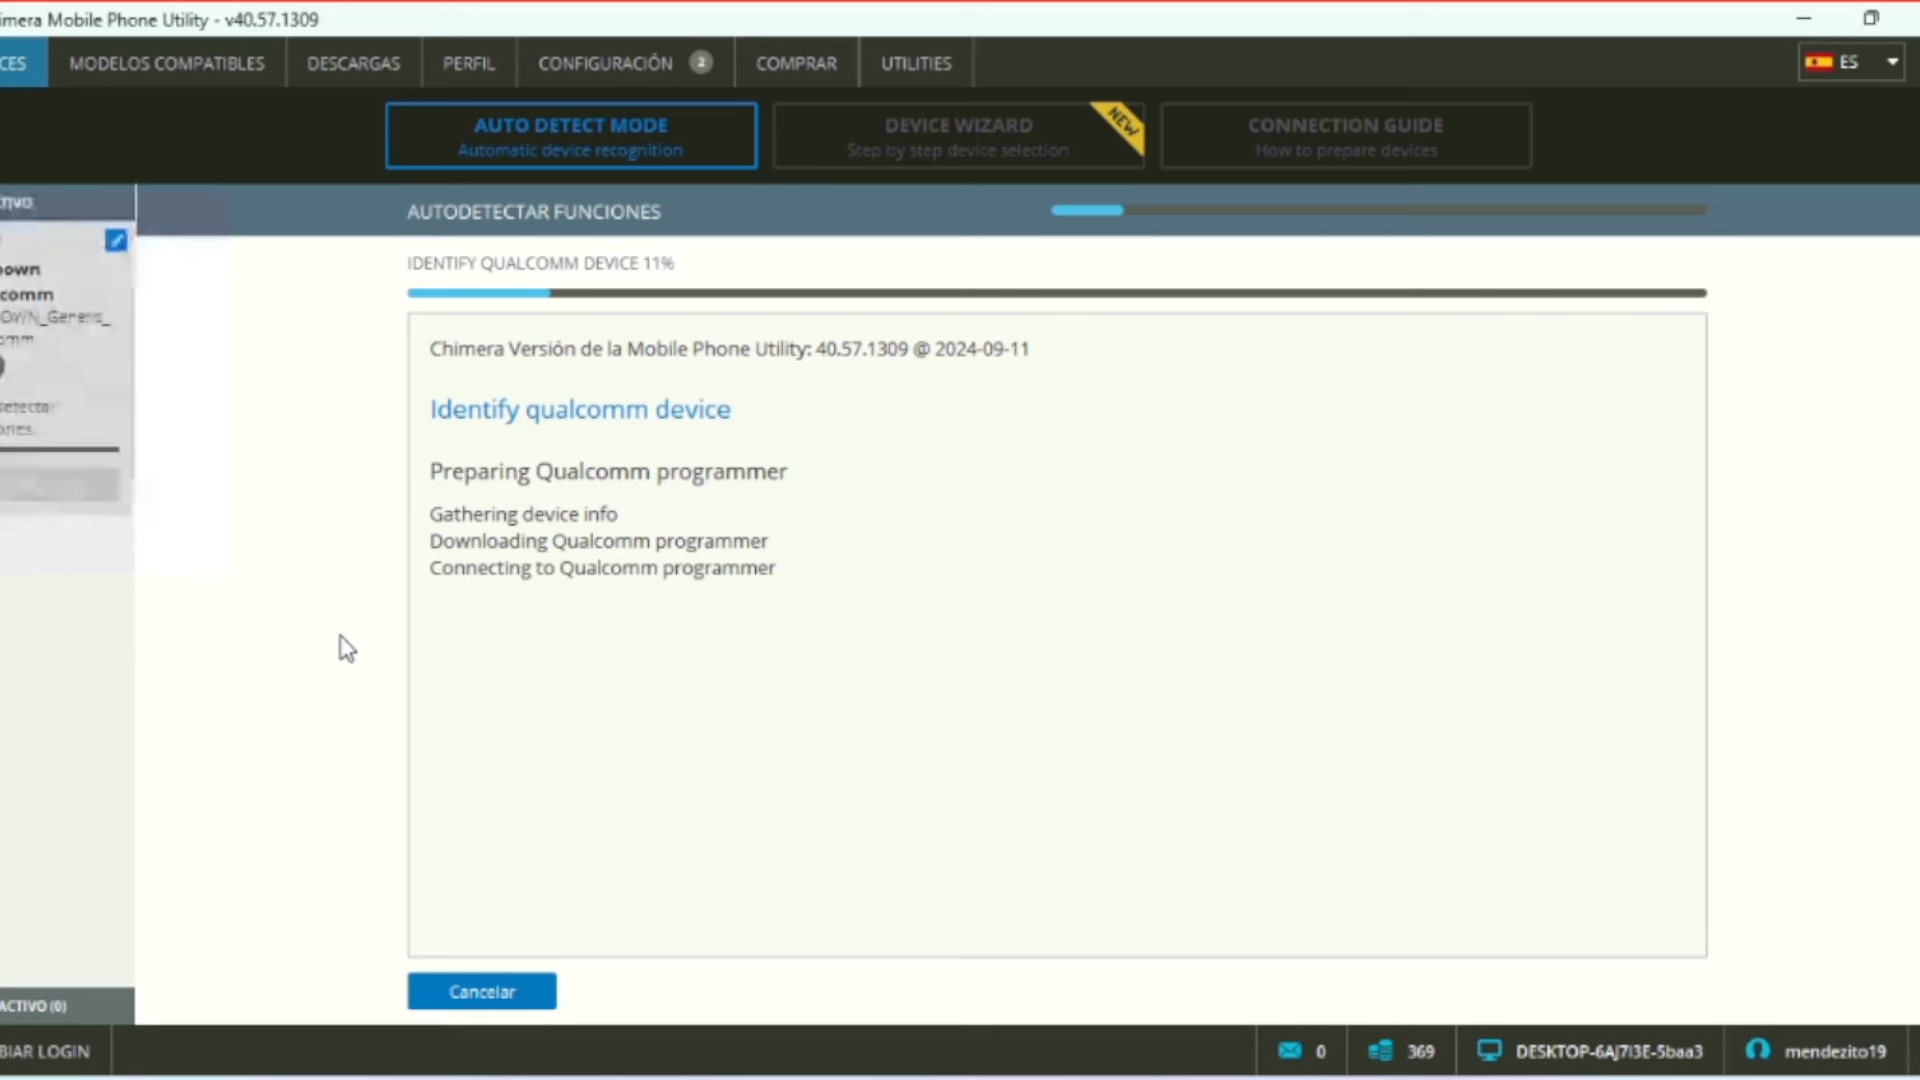 imera Mobile Phone Utility - v40.57.1309
CES
MODELOS COMPATIBLES
DESCARGAS
PERFIL
CONFIGURACIÓN 2
COMPRAR
UTILITIES
ES
AUTO DETECT MODE
Automatic device recognition
DEVICE WIZARD
Step by step device selection
NEW
CONNECTION GUIDE
How to prepare devices
TIVO
AUTODETECTAR FUNCIONES
own
comm
OWN_Generic_
omm
detectar
ones.
IDENTIFY QUALCOMM DEVICE 11%
Chimera Versión de la Mobile Phone Utility: 40.57.1309 @ 2024-09-11
Identify qualcomm device
Preparing Qualcomm programmer
Gathering device info
Downloading Qualcomm programmer
Connecting to Qualcomm programmer
Cancelar
ACTIVO (0)
BIAR LOGIN
0
369
DESKTOP-6AJ7I3E-5baa3
mendezito19